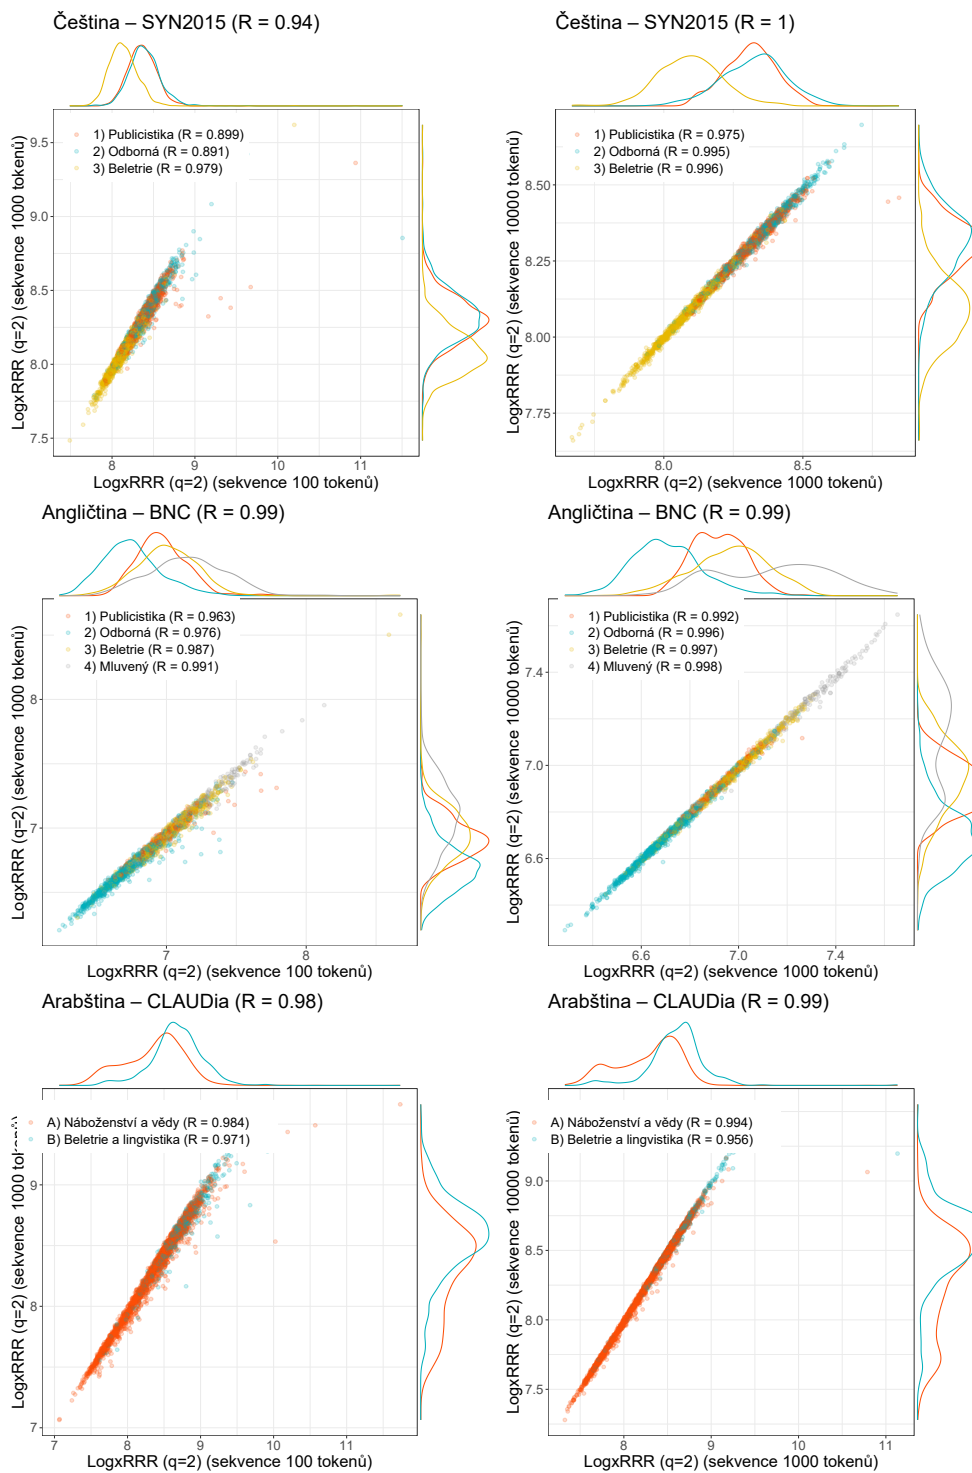 Čeština – SYN2015 (R = 0.94)
1) Publicistika (R = 0.899)
2) Odborná (R = 0.891)
3) Beletrie (R = 0.979)
LogxRRR (q=2) (sekvence 1000 tokenů)
9.5
9.0
8.5
8.0
7.5
8 9 10 11
LogxRRR (q=2) (sekvence 100 tokenů)
Čeština – SYN2015 (R = 1)
1) Publicistika (R = 0.975)
2) Odborná (R = 0.995)
3) Beletrie (R = 0.996)
LogxRRR (q=2) (sekvence 10000 tokenů)
8.50
8.25
8.00
7.75
8.0 8.5
LogxRRR (q=2) (sekvence 1000 tokenů)
Angličtina – BNC (R = 0.99)
1) Publicistika (R = 0.963)
2) Odborná (R = 0.976)
3) Beletrie (R = 0.987)
4) Mluvený (R = 0.991)
LogxRRR (q=2) (sekvence 1000 tokenů)
8
7
7 8
LogxRRR (q=2) (sekvence 100 tokenů)
Angličtina – BNC (R = 0.99)
1) Publicistika (R = 0.992)
2) Odborná (R = 0.996)
3) Beletrie (R = 0.997)
4) Mluvený (R = 0.998)
LogxRRR (q=2) (sekvence 10000 tokenů)
7.4
7.0
6.6
6.6 7.0 7.4
LogxRRR (q=2) (sekvence 1000 tokenů)
Arabština – CLAUDia (R = 0.98)
A) Náboženství a vědy (R = 0.984)
B) Beletrie a lingvistika (R = 0.971)
LogxRRR (q=2) (sekvence 1000 tokenů)
9
8
7
7 8 9 10 11
LogxRRR (q=2) (sekvence 100 tokenů)
Arabština – CLAUDia (R = 0.99)
A) Náboženství a vědy (R = 0.994)
B) Beletrie a lingvistika (R = 0.956)
LogxRRR (q=2) (sekvence 10000 tokenů)
9.0
8.5
8.0
7.5
8 9 10 11
LogxRRR (q=2) (sekvence 1000 tokenů)